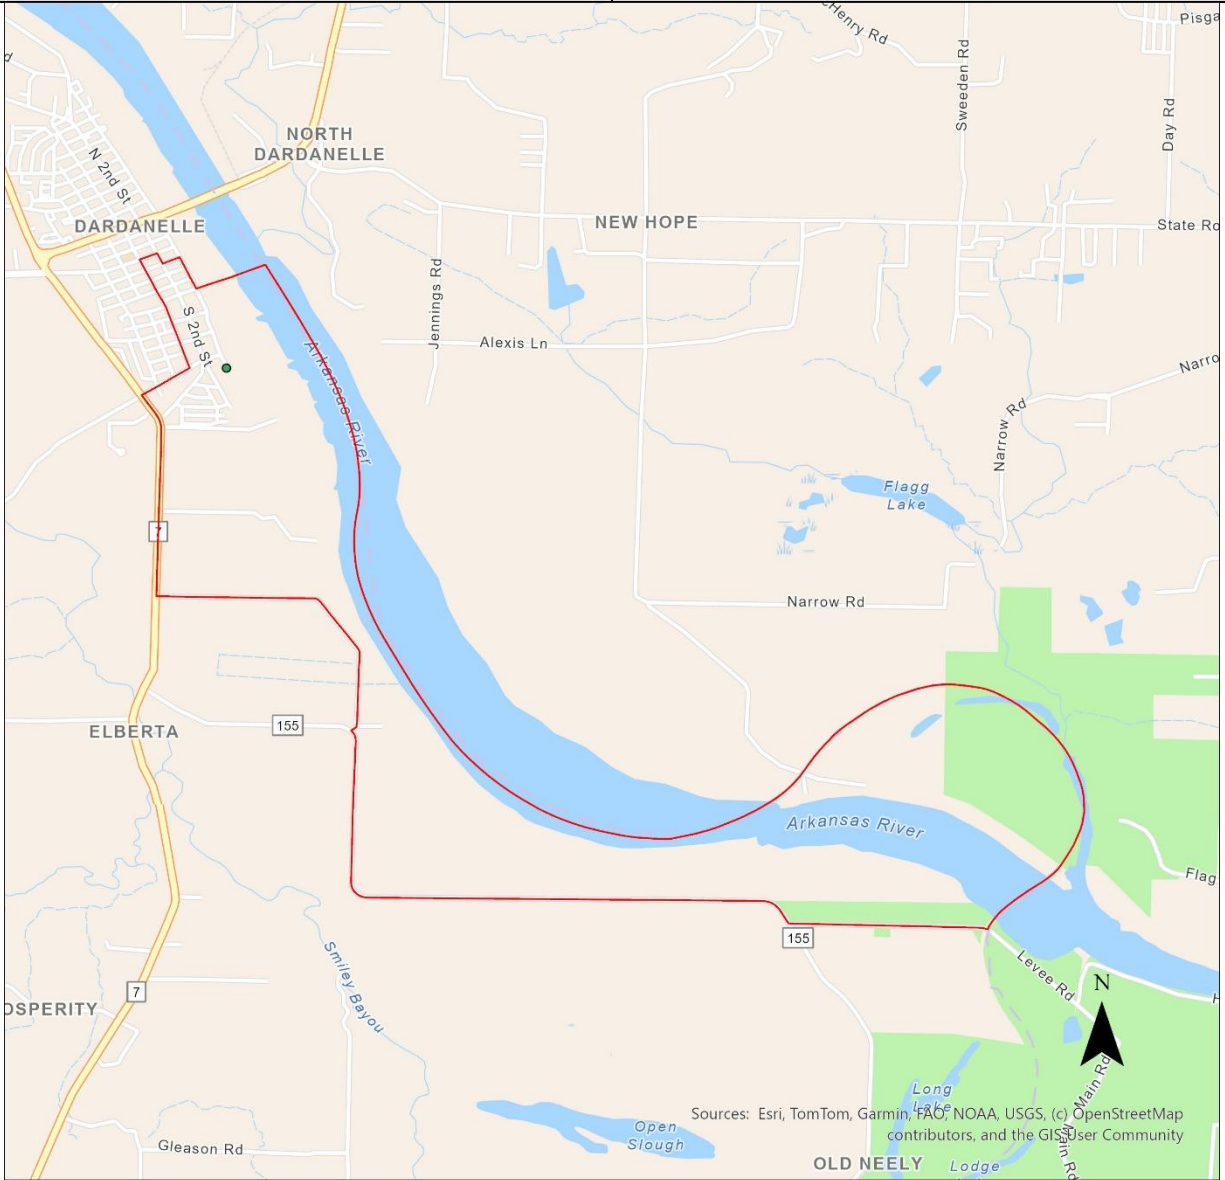 Pisga
Henry Rd
Sweeden Rd
Day Rd
NORTH
DARDANELLE
N 2nd St
DARDANELLE
NEW HOPE
State Rd
Jennings Rd
S 2nd St
Alexis Ln
Arkansas River
Narro
Narrow Rd
Flagg
Lake
7
Narrow Rd
155
ELBERTA
Arkansas River
Flag
155
Levee Rd
Smiley Bayou
N
7
OSPERITY
H
Main Rd
Long
Lake
Sources: Esri, TomTom, Garmin, FAO, NOAA, USGS, (c) OpenStreetMap
contributors, and the GIS User Community
Open
Slough
Main Rd
Gleason Rd
OLD NEELY
Lodge